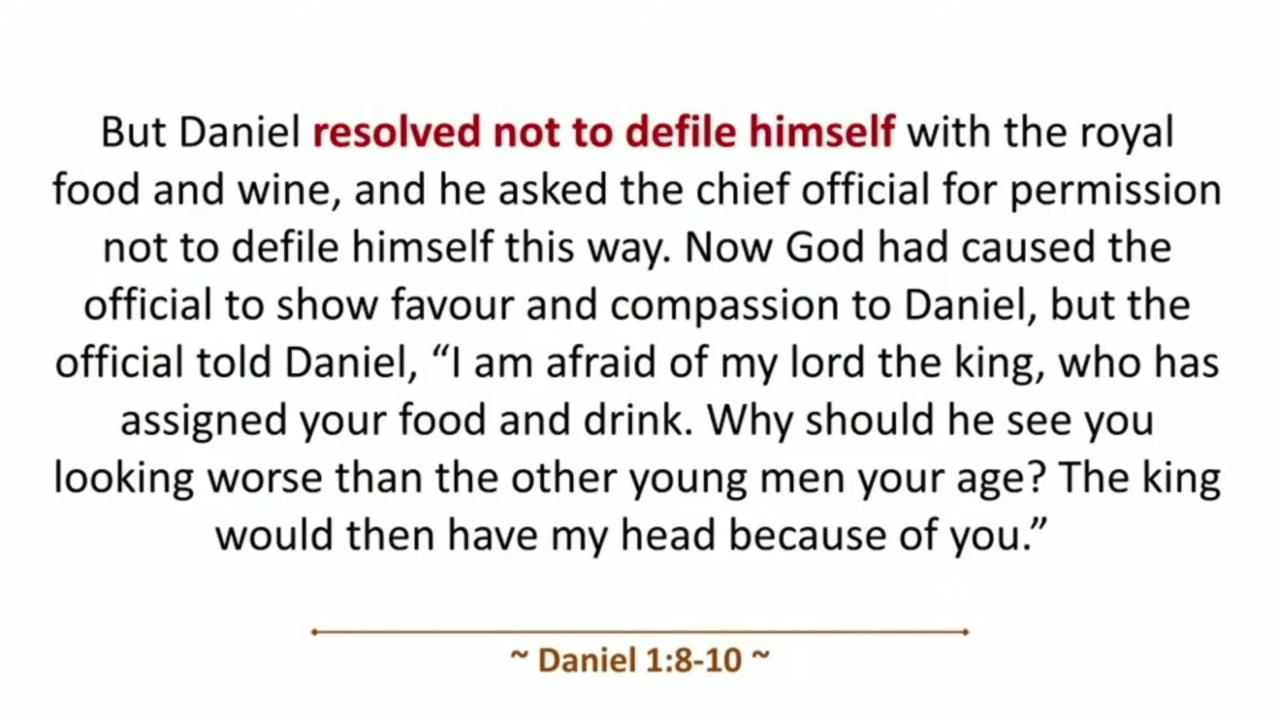 But Daniel resolved not to defile himself with the royal
food and wine, and he asked the chief official for permission
not to defile himself this way. Now God had caused the
official to show favour and compassion to Daniel, but the
official told Daniel, “I am afraid of my lord the king, who has
assigned your food and drink. Why should he see you
looking worse than the other young men your age? The king
would then have my head because of you.”
~ Daniel 1:8-10 ~